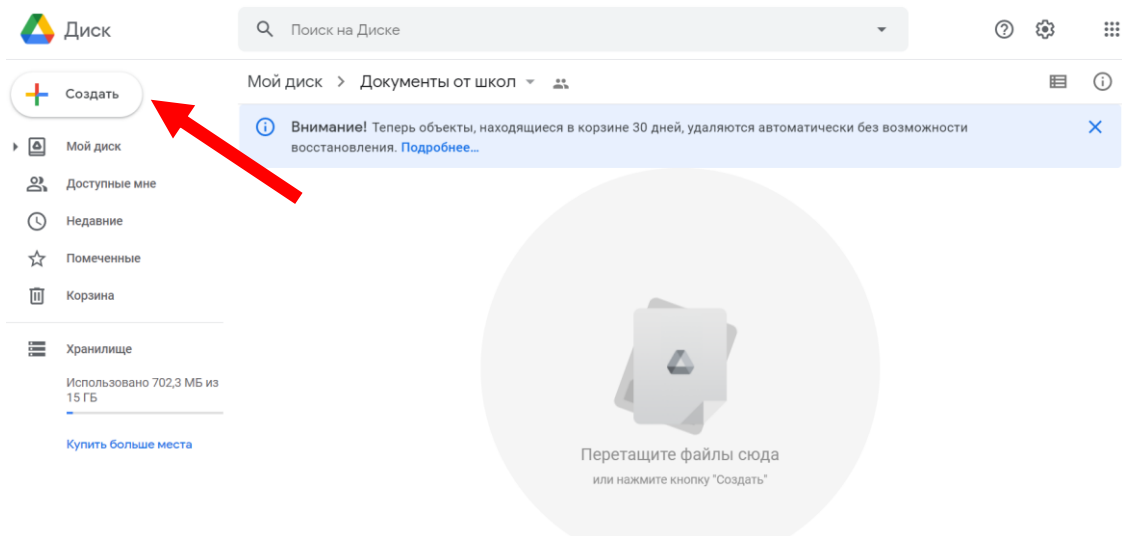 Диск
Поиск на Диске
Создать
Мой диск > Документы от школ
Внимание! Теперь объекты, находящиеся в корзине 30 дней, удаляются автоматически без возможности
восстановления. Подробнее…
Мой диск
Доступные мне
Недавние
Помеченные
Корзина
Хранилище
Использовано 702,3 МБ из
15 ГБ
Купить больше места
Перетащите файлы сюда
или нажмите кнопку "Создать"